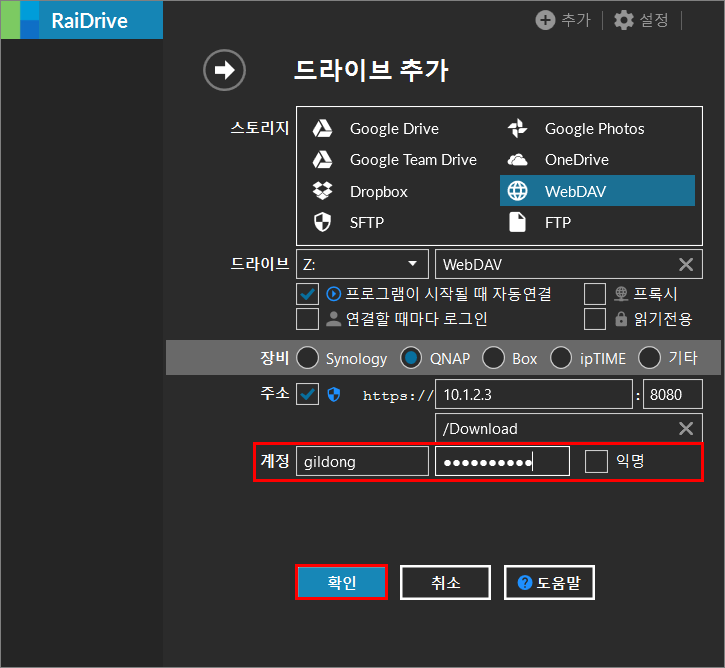 RaiDrive
추가 설정
드라이브 추가
스토리지
Google Drive Google Photos
Google Team Drive OneDrive
Dropbox WebDAV
SFTP FTP
드라이브 Z: WebDAV
프로그램이 시작될 때 자동연결 프록시
연결할 때마다 로그인 읽기전용
장비 Synology QNAP Box ipTIME 기타
주소 https:// 10.1.2.3 : 8080
/Download
계정 gildong ●●●●●●●●●● 익명
확인 취소 ? 도움말